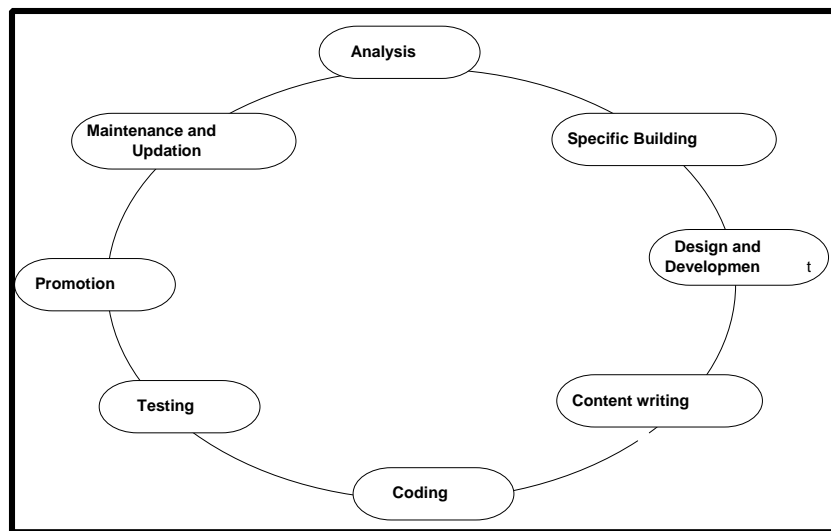 Analysis
Maintenance and
Updation
Specific Building
Design and
Developmen t
Promotion
Testing
Content writing
Coding